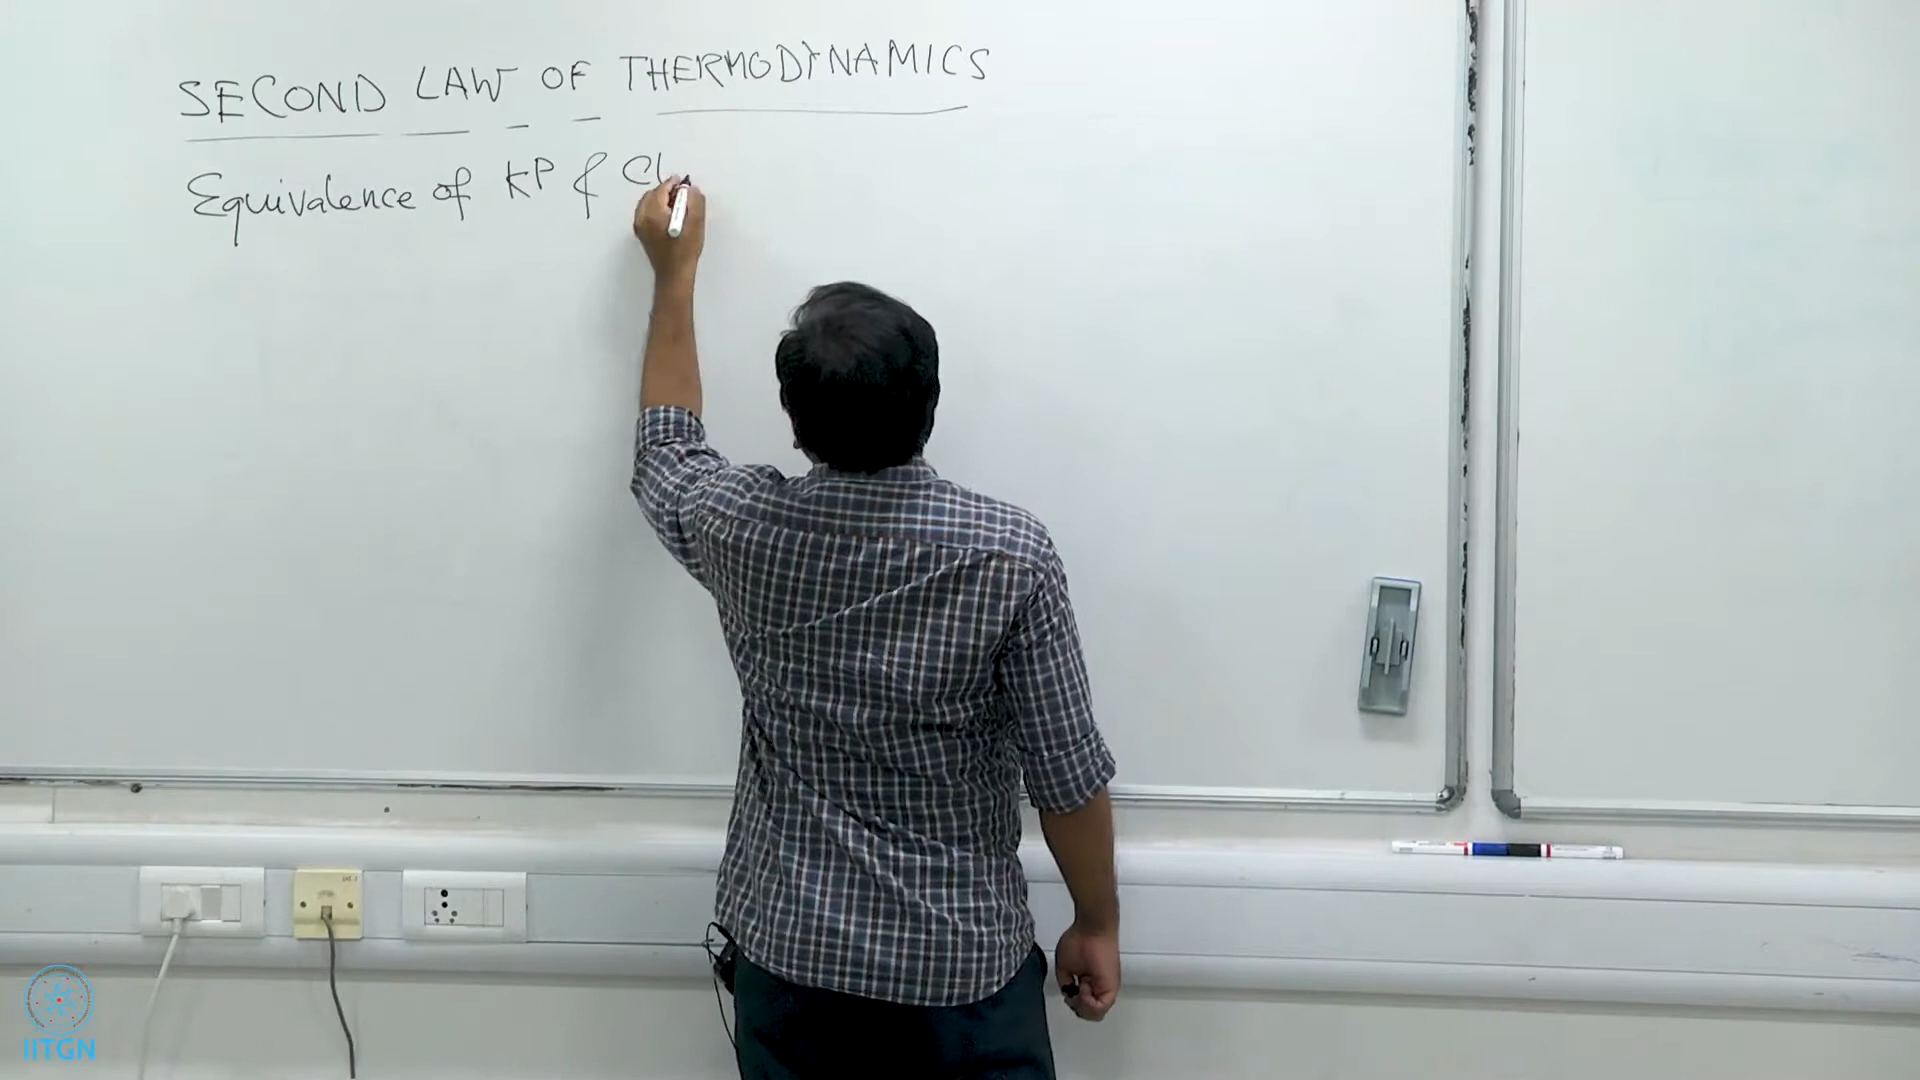 SECOND LAW OF THERMODYNAMICS
Equivalence of KP & Cl
IITGN